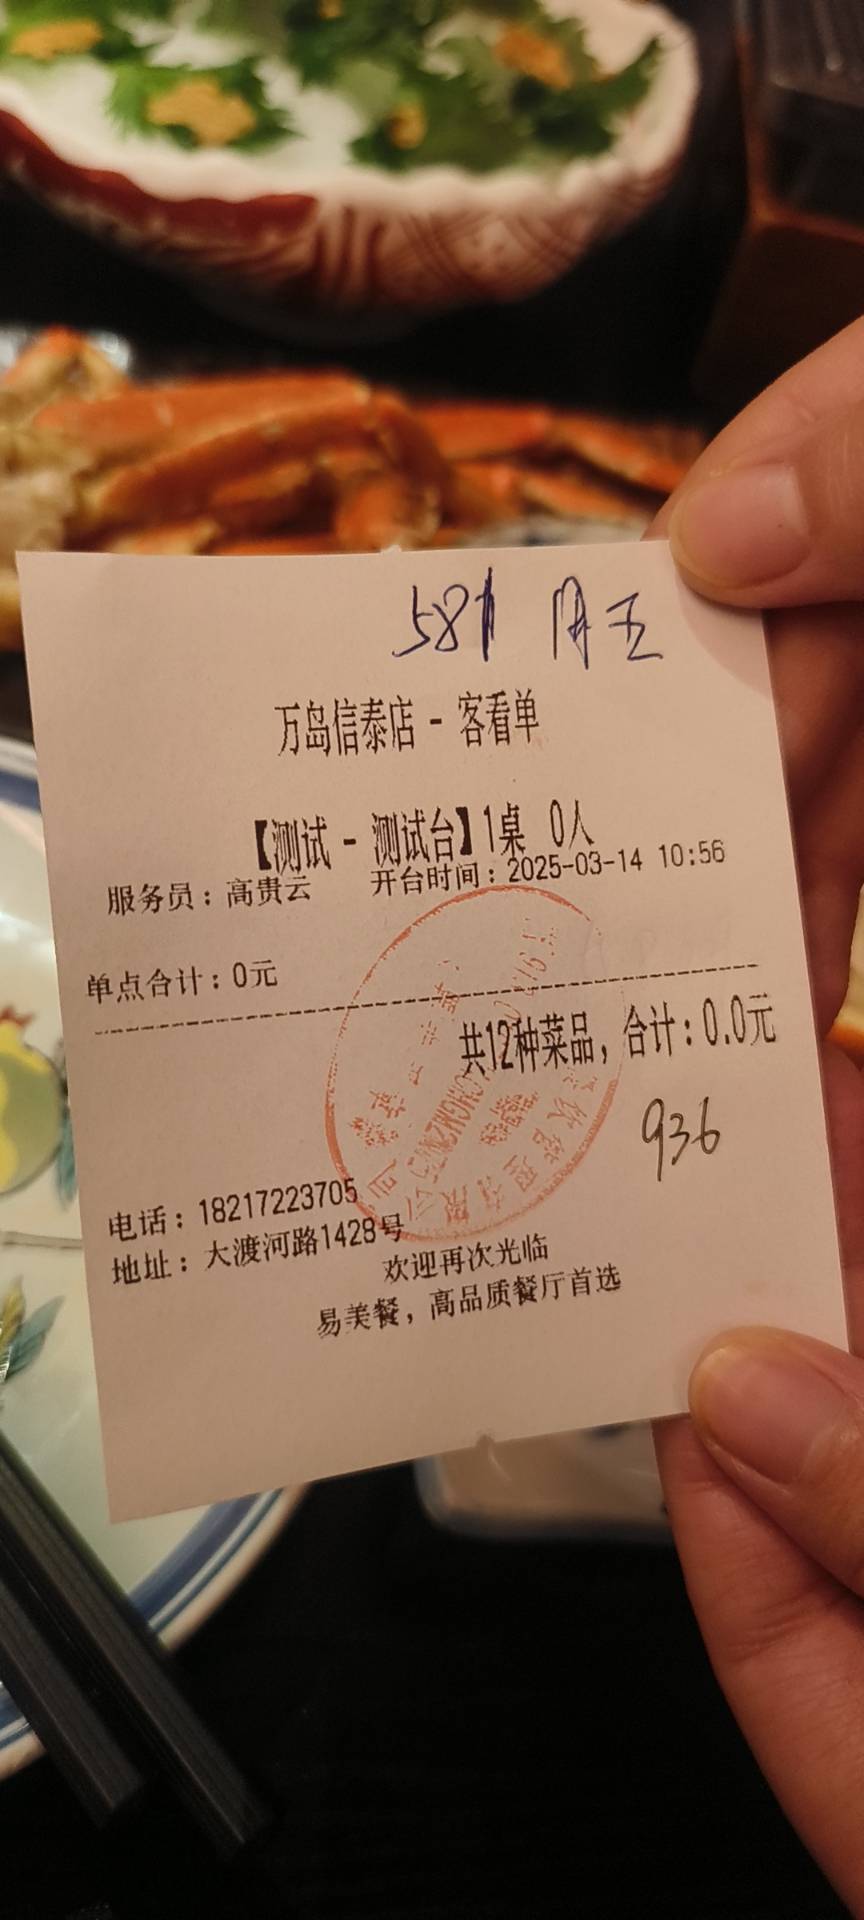 万岛信泰店 - 客看单
【测试 - 测试台】1桌 0人
服务员：高贵云 开台时间：2025-03-14 10:56
单点合计：0元
共12种菜品，合计：0.0元
936
电话：18217223705
地址：大渡河路1428号
欢迎再次光临
易美餐，高品质餐厅首选